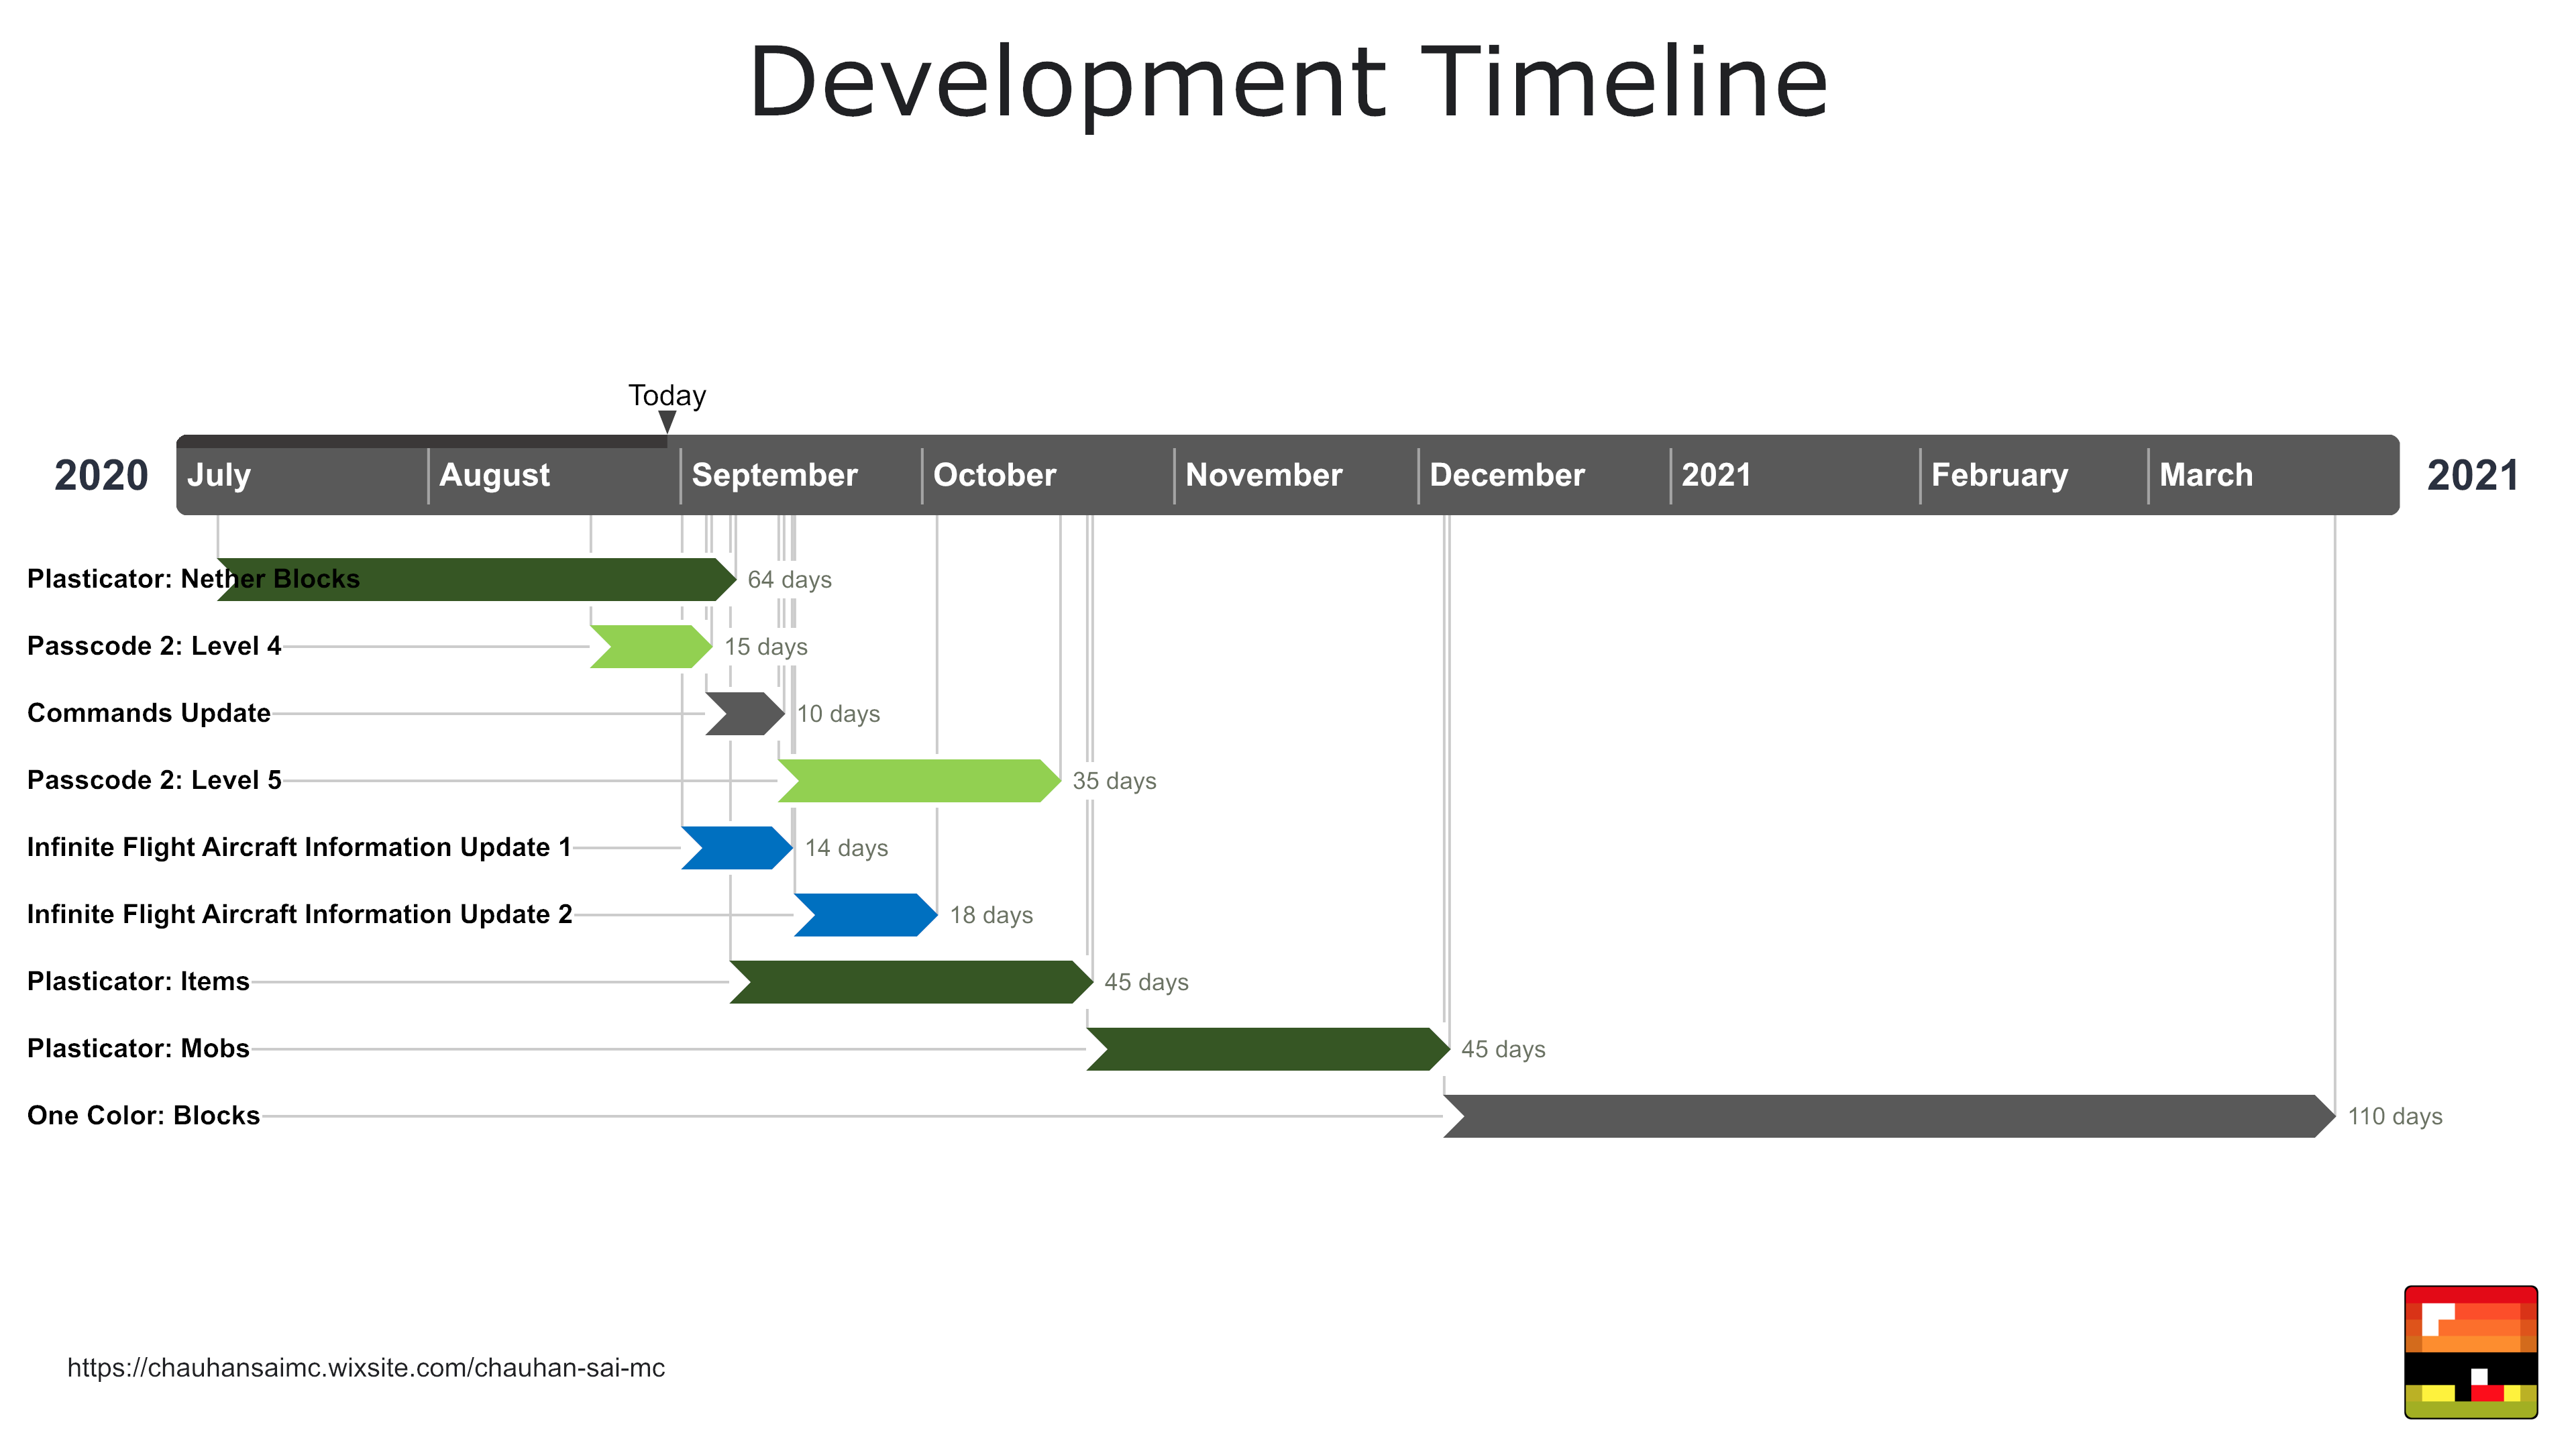 Development Timeline
Today
2020 July August September October November December 2021 February March 2021
Plasticator: Nether Blocks 64 days
Passcode 2: Level 4 15 days
Commands Update 10 days
Passcode 2: Level 5 35 days
Infinite Flight Aircraft Information Update 1 14 days
Infinite Flight Aircraft Information Update 2 18 days
Plasticator: Items 45 days
Plasticator: Mobs 45 days
One Color: Blocks 110 days
https://chauhansaimc.wixsite.com/chauhan-sai-mc